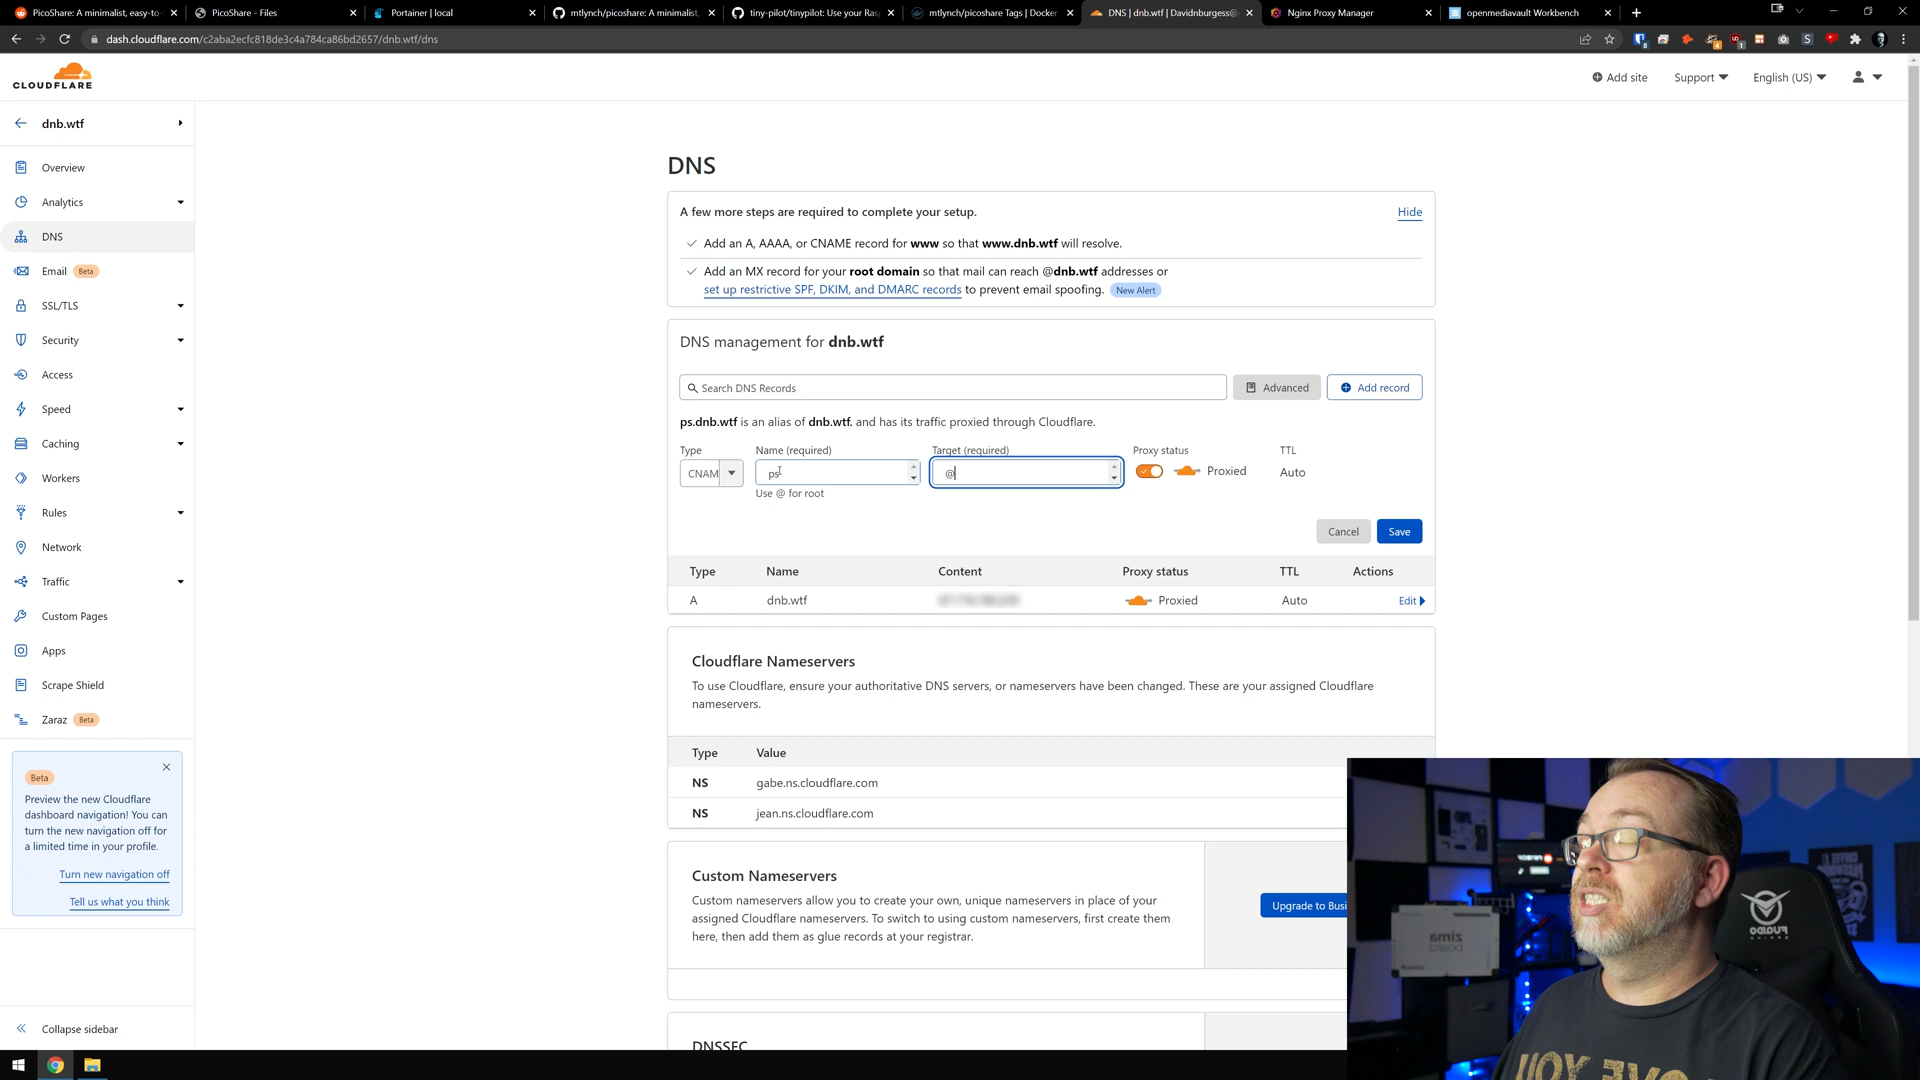 PicoShare: A minimalist, easy-to-
PicoShare - Files
Portainer | local
mtlynch/picoshare: A minimalist,
tiny-pilot/tinypilot: Use your Ras
mtlynch/picoshare Tags | Docker
DNS | dnb.wtf | Davidnburgess@
Nginx Proxy Manager
openmediavault Workbench
dash.cloudflare.com/c2aba2ecfc818de3c4a784ca86bd2657/dnb.wtf/dns
CLOUDFLARE
Add site
Support
English (US)
dnb.wtf
Overview
Analytics
DNS
Email Beta
SSL/TLS
Security
Access
Speed
Caching
Workers
Rules
Network
Traffic
Custom Pages
Apps
Scrape Shield
Zaraz Beta
Beta
Preview the new Cloudflare
dashboard navigation! You can
turn the new navigation off for
a limited time in your profile.
Turn new navigation off
Tell us what you think
Collapse sidebar
DNS
A few more steps are required to complete your setup.
Hide
Add an A, AAAA, or CNAME record for www so that www.dnb.wtf will resolve.
Add an MX record for your root domain so that mail can reach @dnb.wtf addresses or
set up restrictive SPF, DKIM, and DMARC records to prevent email spoofing. New Alert
DNS management for dnb.wtf
Search DNS Records
Advanced
Add record
ps.dnb.wtf is an alias of dnb.wtf. and has its traffic proxied through Cloudflare.
Type Name (required) Target (required) Proxy status TTL
CNAM ps @ Proxied Auto
Use @ for root
Cancel Save
Type Name Content Proxy status TTL Actions
A dnb.wtf Proxied Auto Edit
Cloudflare Nameservers
To use Cloudflare, ensure your authoritative DNS servers, or nameservers have been changed. These are your assigned Cloudflare
nameservers.
Type Value
NS gabe.ns.cloudflare.com
NS jean.ns.cloudflare.com
Custom Nameservers
Custom nameservers allow you to create your own, unique nameservers in place of your
assigned Cloudflare nameservers. To switch to using custom nameservers, first create them
here, then add them as glue records at your registrar.
Upgrade to Busi
DNSSEC
zima
board
FUQIDO